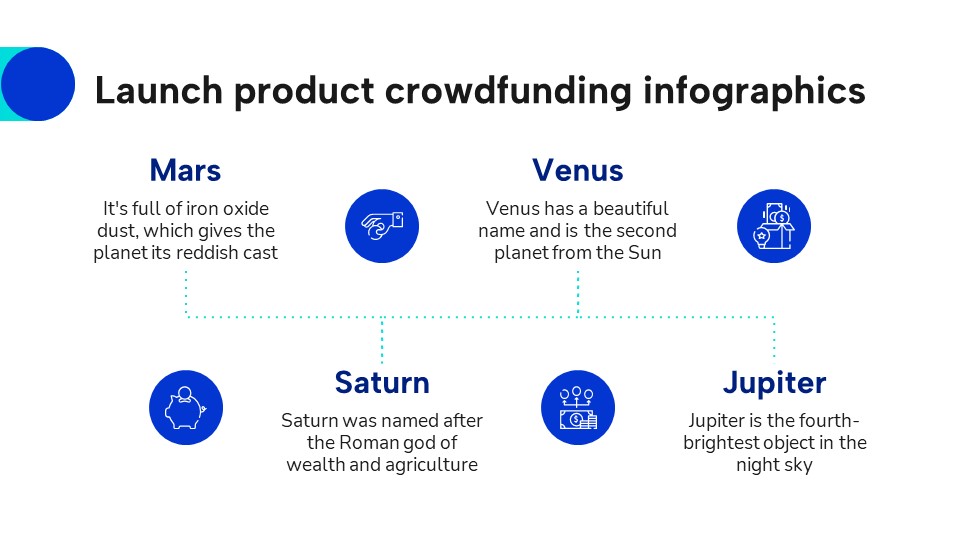 Launch product crowdfunding infographics
Mars
It's full of iron oxide
dust, which gives the
planet its reddish cast
Venus
Venus has a beautiful
name and is the second
planet from the Sun
Saturn
Saturn was named after
the Roman god of
wealth and agriculture
Jupiter
Jupiter is the fourth-
brightest object in the
night sky